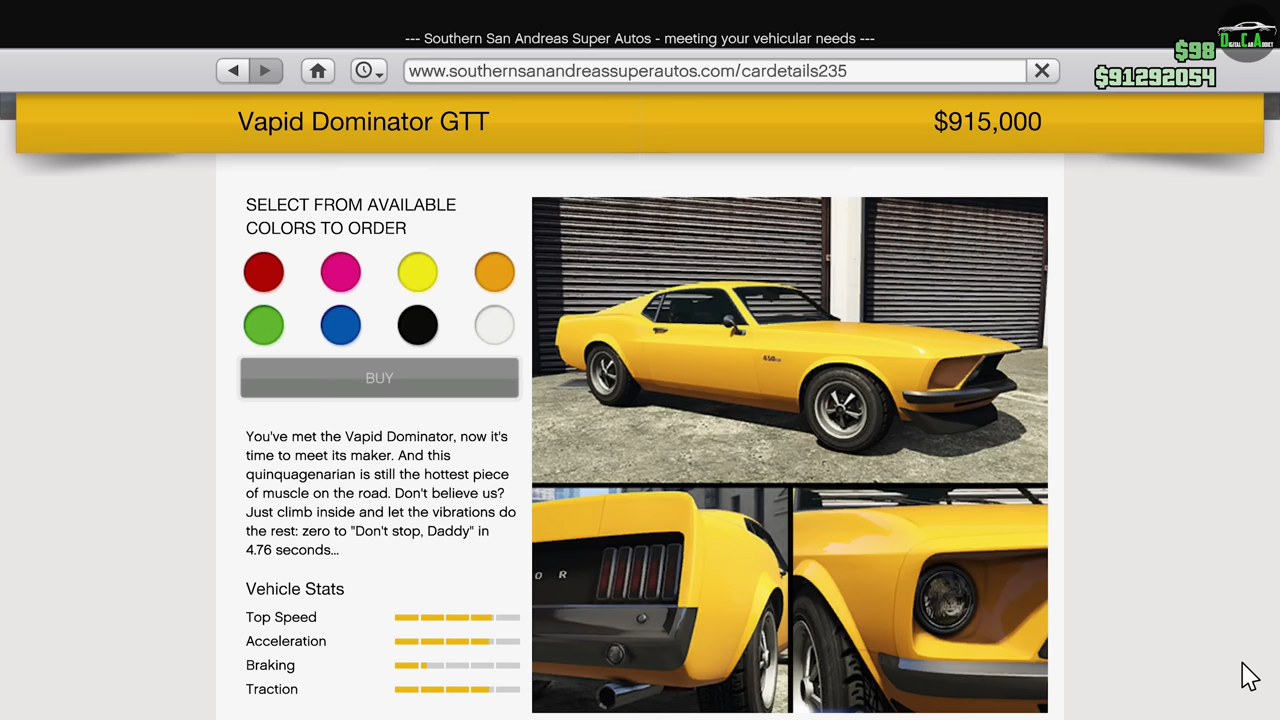 --- Southern San Andreas Super Autos - meeting your vehicular needs ---
www.southernsanandreassuperautos.com/cardetails235
$98
$91292054
Vapid Dominator GTT
$915,000
SELECT FROM AVAILABLE
COLORS TO ORDER
BUY
You've met the Vapid Dominator, now it's
time to meet its maker. And this
quinquagenarian is still the hottest piece
of muscle on the road. Don't believe us?
Just climb inside and let the vibrations do
the rest: zero to "Don't stop, Daddy" in
4.76 seconds...
Vehicle Stats
Top Speed
Acceleration
Braking
Traction
O R